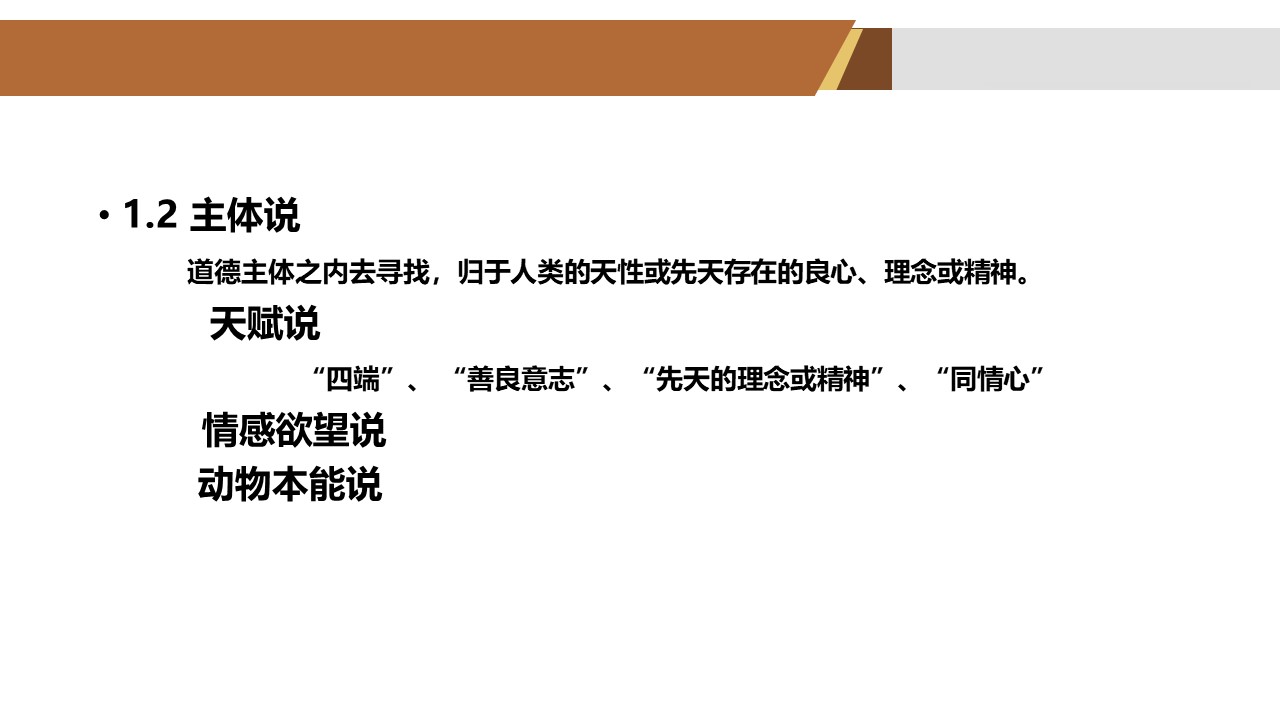 • 1.2 主体说
道德主体之内去寻找，归于人类的天性或先天存在的良心、理念或精神。
天赋说
“四端”、 “善良意志”、“先天的理念或精神”、“同情心”
情感欲望说
动物本能说